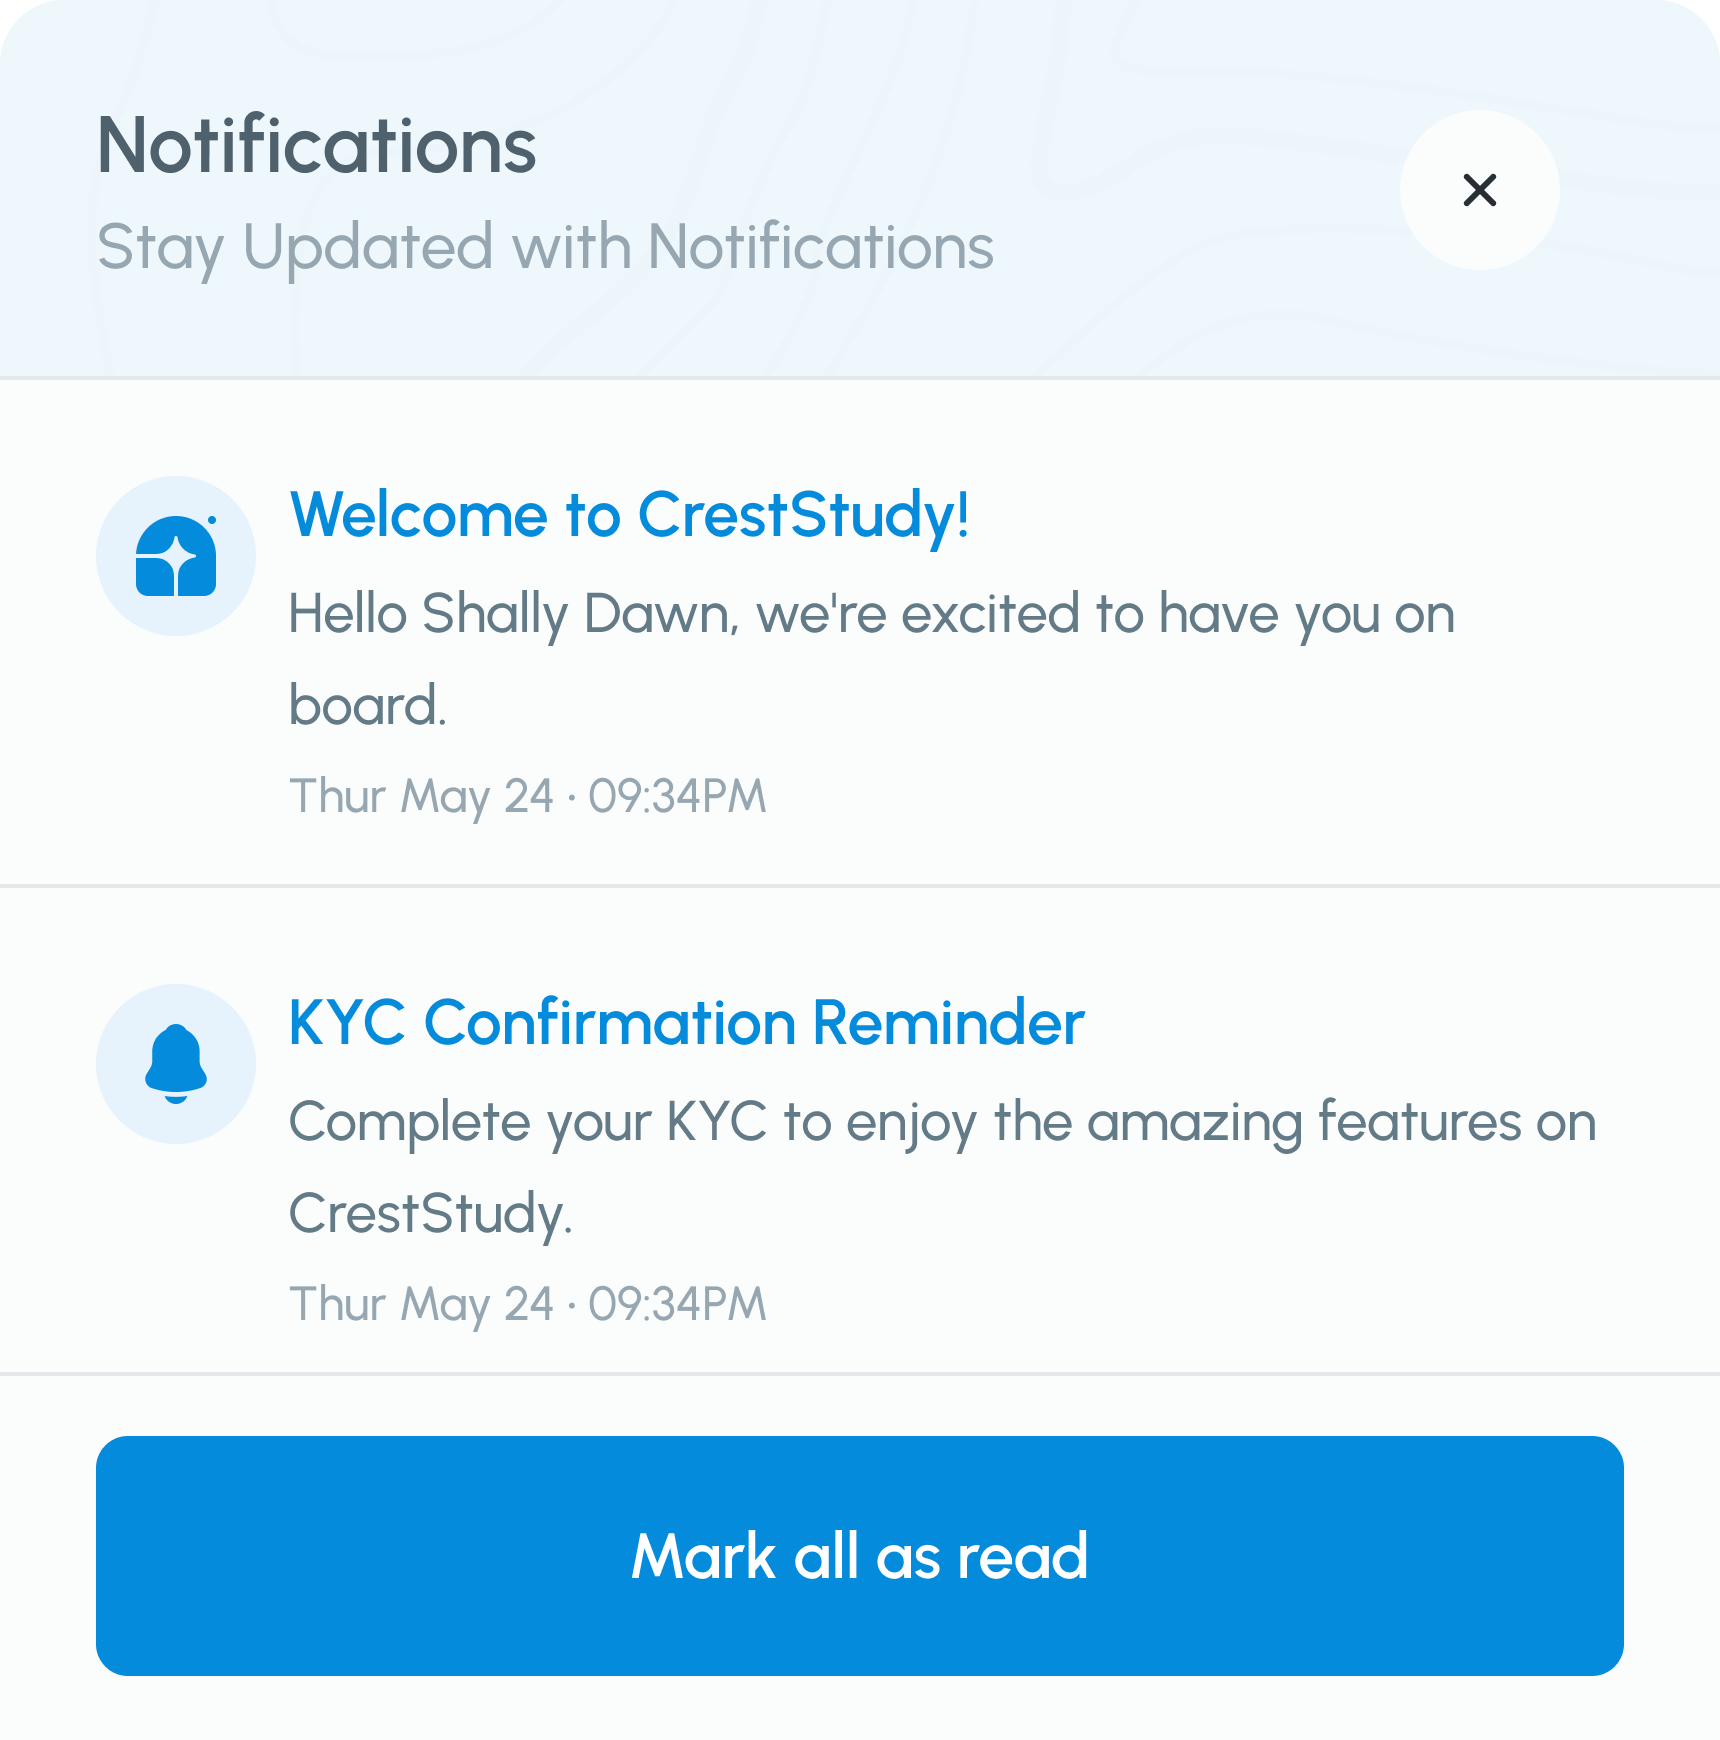 Notifications
Stay Updated with Notifications
Welcome to CrestStudy!
Hello Shally Dawn, we're excited to have you on
board.
Thur May 24 · 09:34PM
KYC Confirmation Reminder
Complete your KYC to enjoy the amazing features on
CrestStudy.
Thur May 24 · 09:34PM
Mark all as read